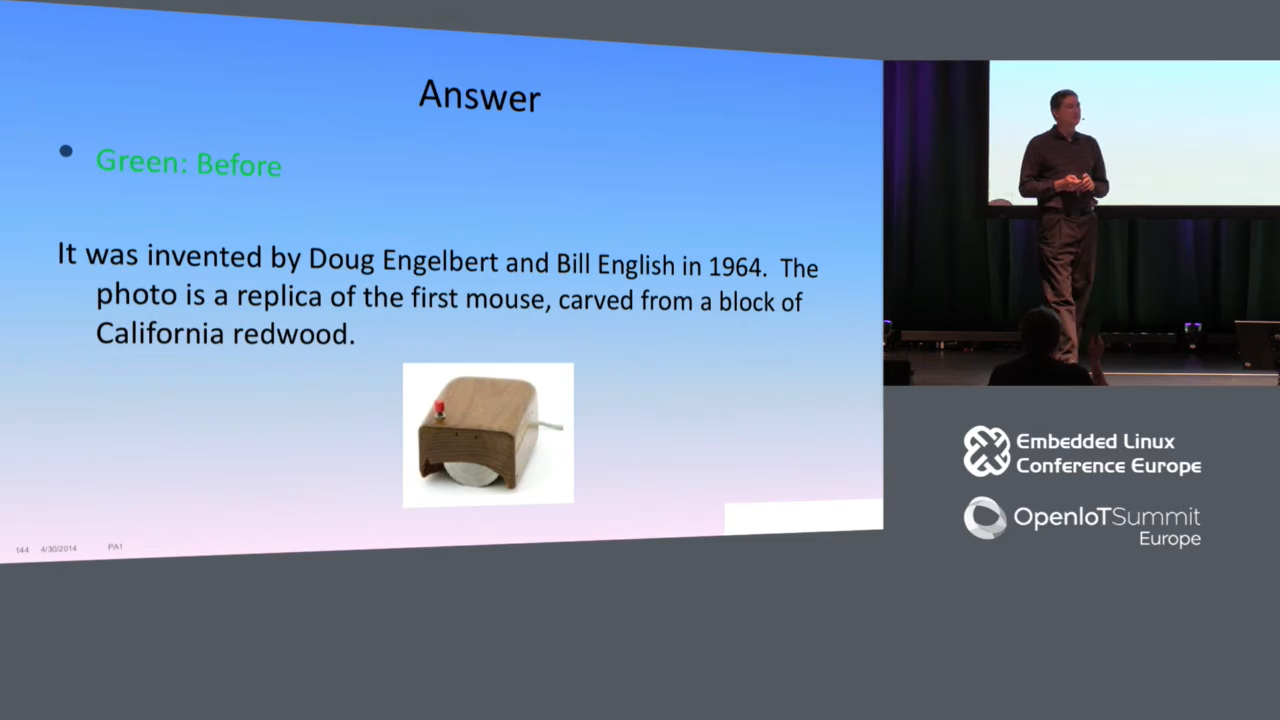 Answer
• Green: Before
It was invented by Doug Engelbert and Bill English in 1964. The
photo is a replica of the first mouse, carved from a block of
California redwood.
144 4/30/2014 PA1
Embedded Linux
Conference Europe
OpenIoTSummit
Europe